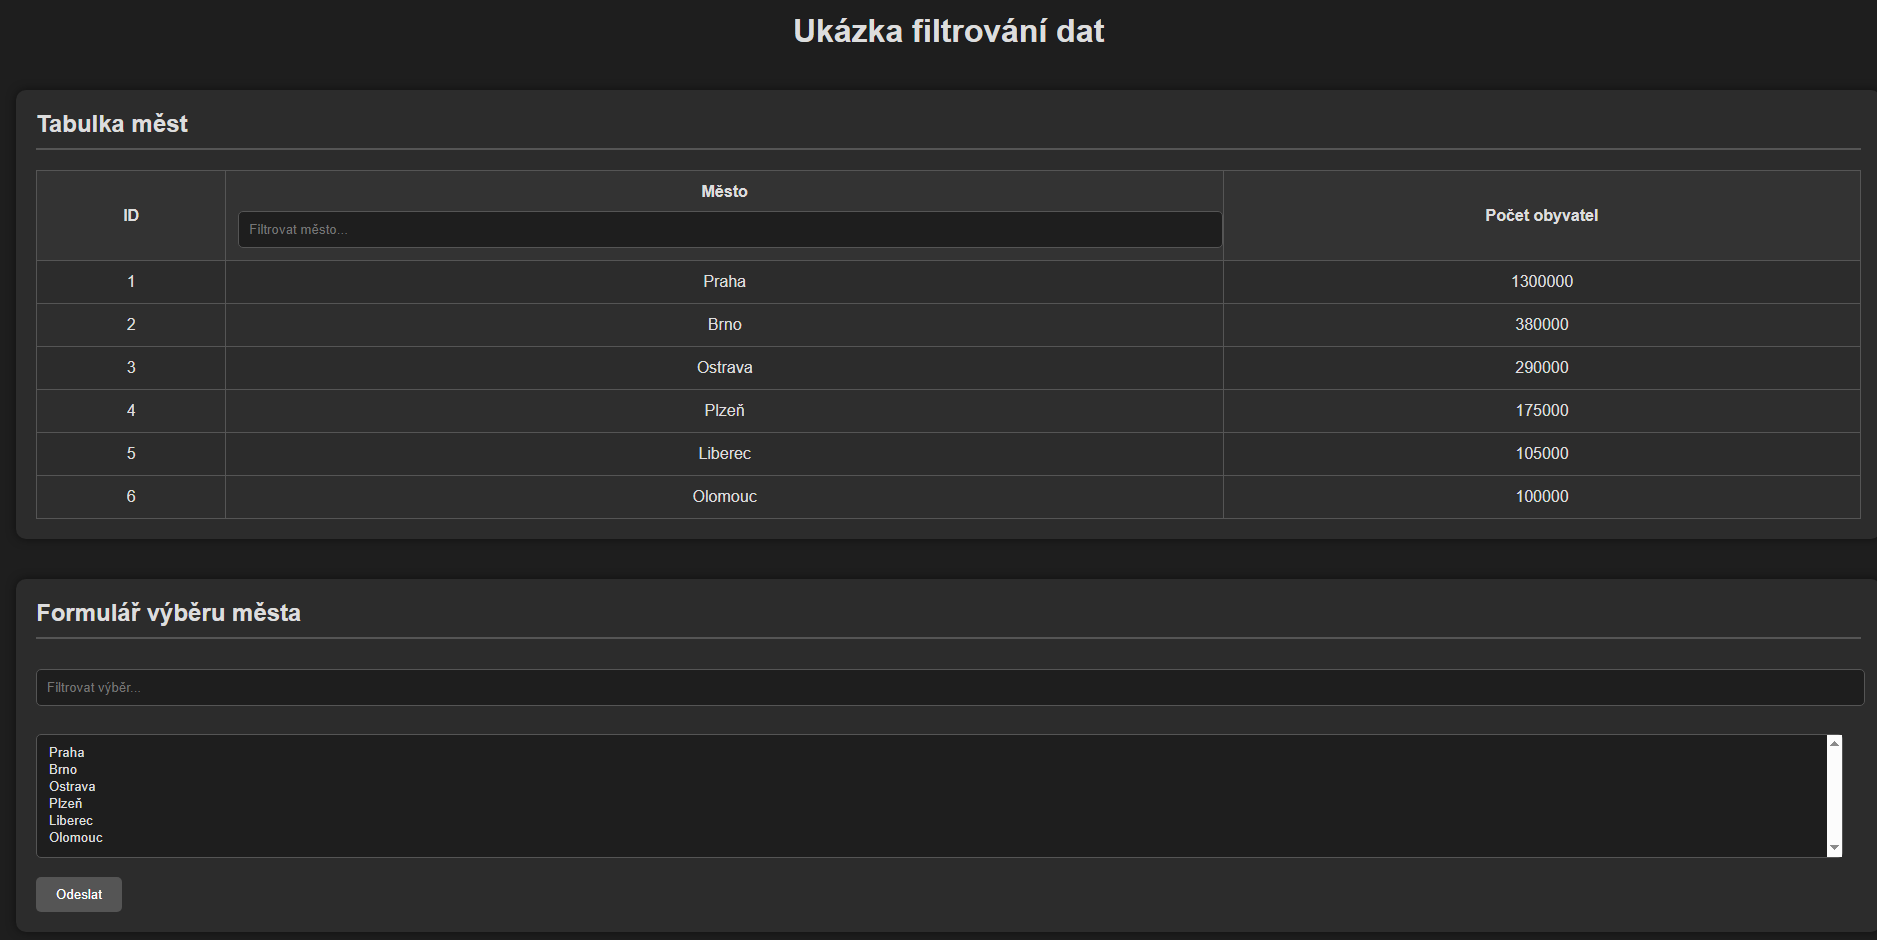 Ukázka filtrování dat
Tabulka měst
ID Město Počet obyvatel
Filtrovat město...
1 Praha 1300000
2 Brno 380000
3 Ostrava 290000
4 Plzeň 175000
5 Liberec 105000
6 Olomouc 100000
Formulář výběru města
Filtrovat výběr...
Praha
Brno
Ostrava
Plzeň
Liberec
Olomouc
Odeslat